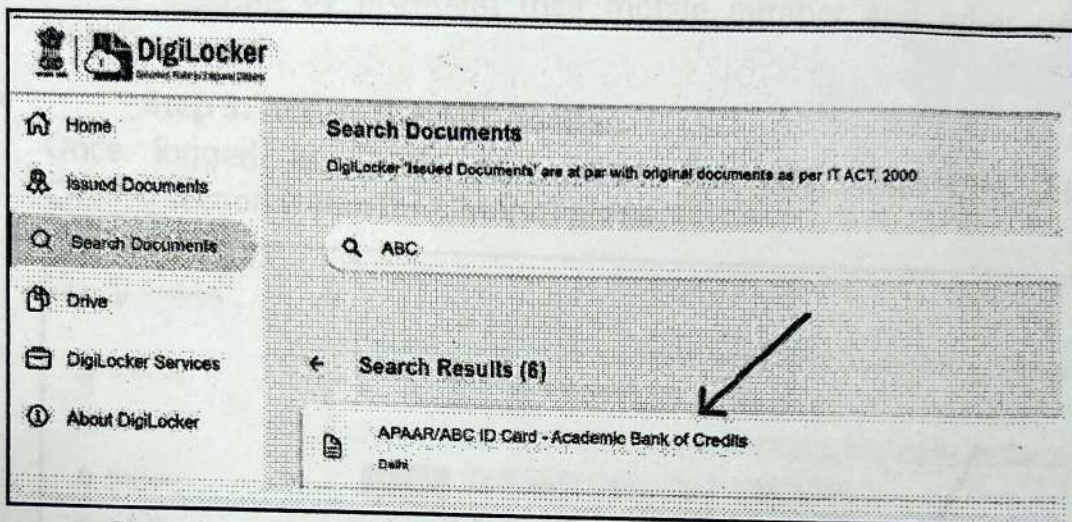 DigiLocker
Home
Issued Documents
Search Documents
Drive
DigiLocker Services
About DigiLocker
Search Documents
DigiLocker 'Issued Documents' are at par with original documents as per IT ACT, 2000
ABC
Search Results (6)
APAAR/ABC ID Card - Academic Bank of Credits
Delhi